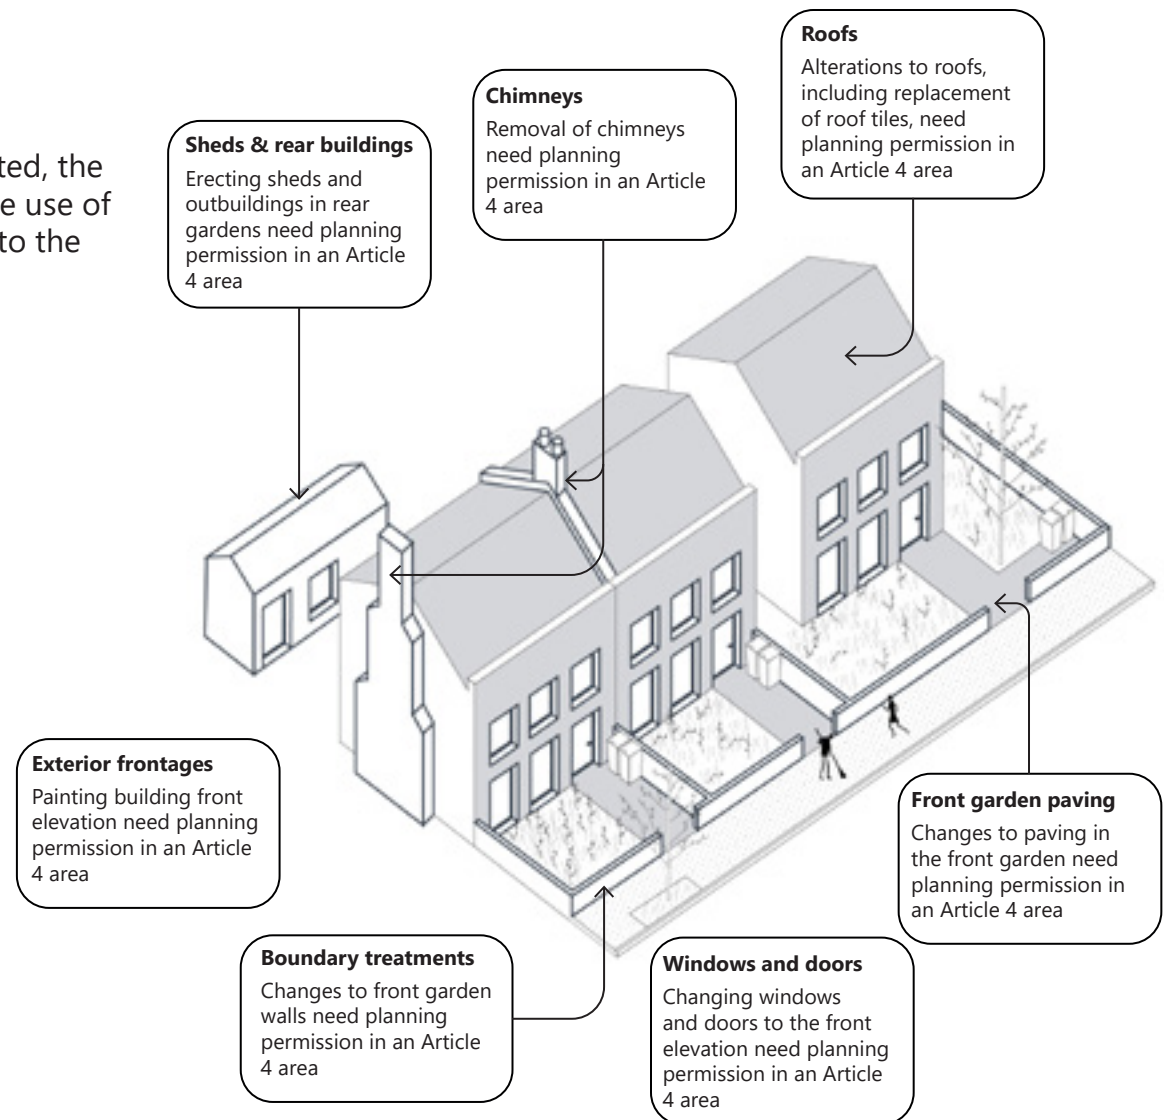 ted, the
e use of
to the
Sheds & rear buildings
Erecting sheds and
outbuildings in rear
gardens need planning
permission in an Article
4 area
Chimneys
Removal of chimneys
need planning
permission in an Article
4 area
Roofs
Alterations to roofs,
including replacement
of roof tiles, need
planning permission in
an Article 4 area
Exterior frontages
Painting building front
elevation need planning
permission in an Article
4 area
Boundary treatments
Changes to front garden
walls need planning
permission in an Article
4 area
Windows and doors
Changing windows
and doors to the front
elevation need planning
permission in an Article
4 area
Front garden paving
Changes to paving in
the front garden need
planning permission in
an Article 4 area